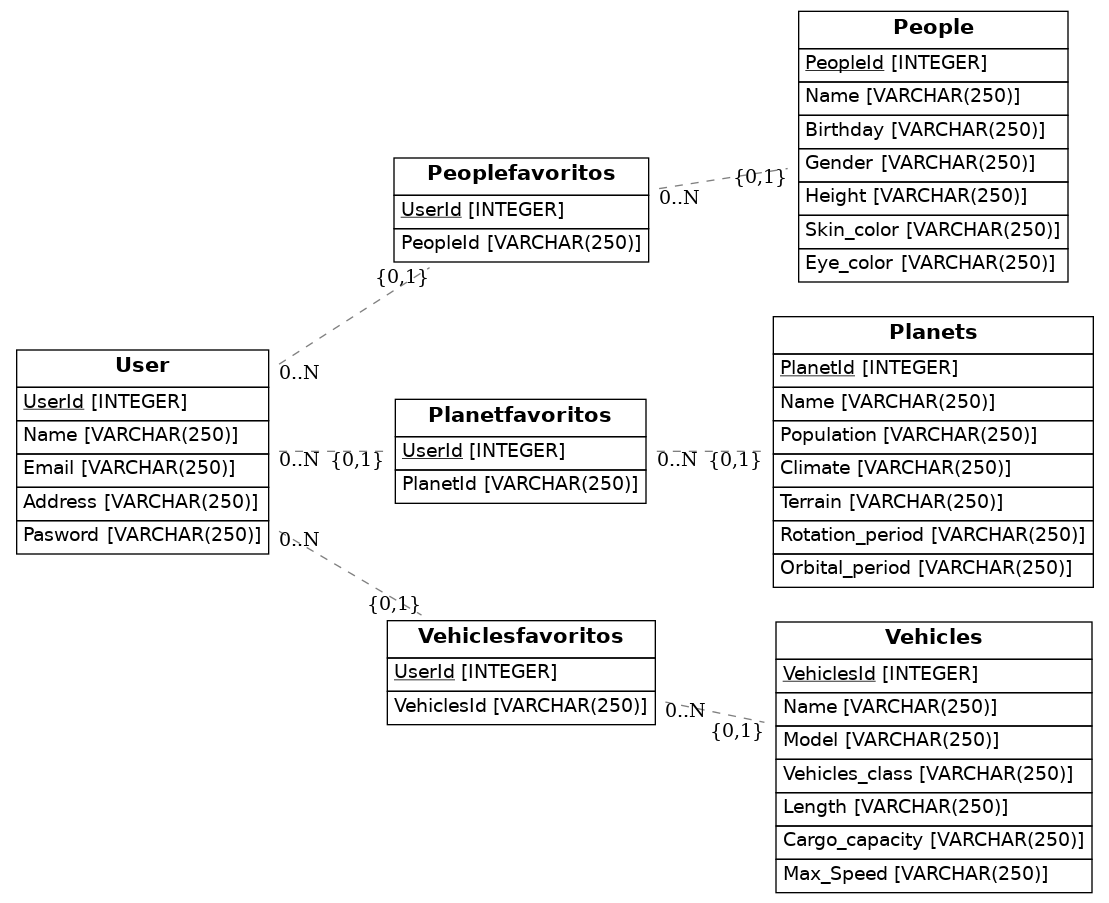 People
PeopleId [INTEGER]
Name [VARCHAR(250)]
Birthday [VARCHAR(250)]
Gender [VARCHAR(250)]
Height [VARCHAR(250)]
Skin_color [VARCHAR(250)]
Eye_color [VARCHAR(250)]
Peoplefavoritos
UserId [INTEGER]
PeopleId [VARCHAR(250)]
0..N
{0,1}
{0,1}
0..N
User
UserId [INTEGER]
Name [VARCHAR(250)]
Email [VARCHAR(250)]
Address [VARCHAR(250)]
Pasword [VARCHAR(250)]
0..N {0,1}
Planetfavoritos
UserId [INTEGER]
PlanetId [VARCHAR(250)]
0..N {0,1}
Planets
PlanetId [INTEGER]
Name [VARCHAR(250)]
Population [VARCHAR(250)]
Climate [VARCHAR(250)]
Terrain [VARCHAR(250)]
Rotation_period [VARCHAR(250)]
Orbital_period [VARCHAR(250)]
0..N
{0,1}
Vehiclesfavoritos
UserId [INTEGER]
VehiclesId [VARCHAR(250)]
0..N
{0,1}
Vehicles
VehiclesId [INTEGER]
Name [VARCHAR(250)]
Model [VARCHAR(250)]
Vehicles_class [VARCHAR(250)]
Length [VARCHAR(250)]
Cargo_capacity [VARCHAR(250)]
Max_Speed [VARCHAR(250)]